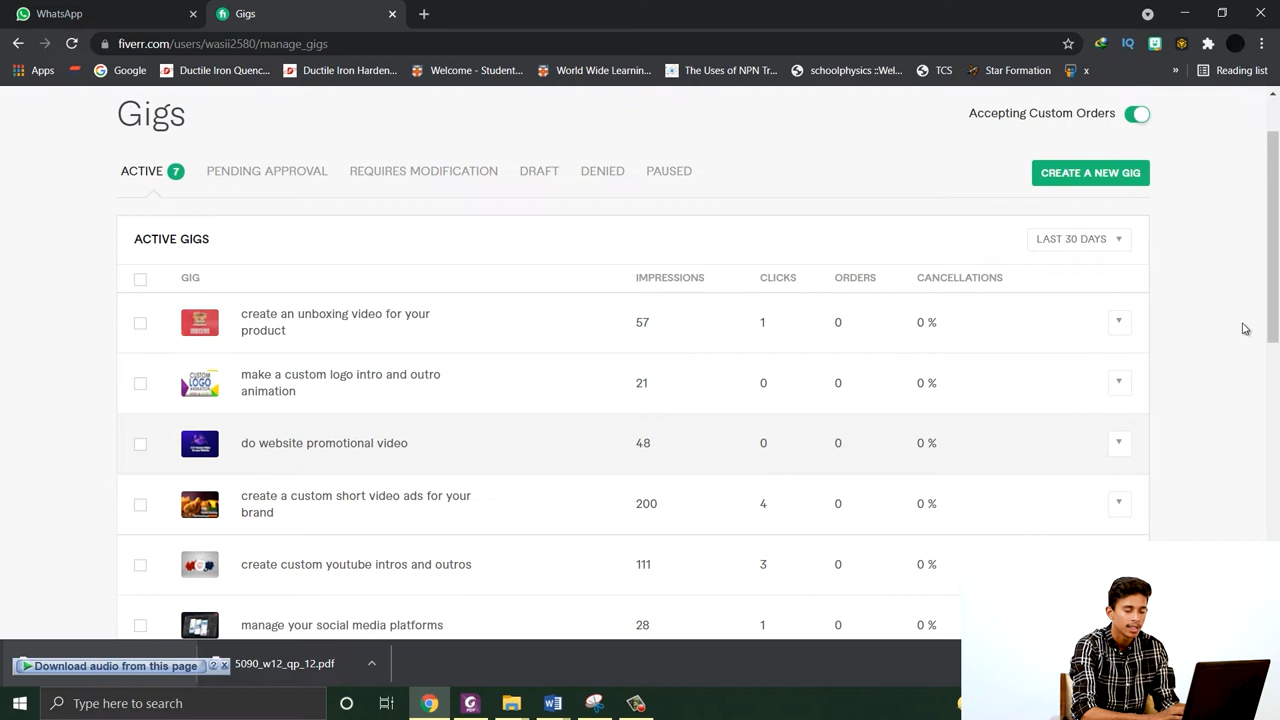 WhatsApp
Gigs
fiverr.com/users/wasii2580/manage_gigs
Apps
Google
Ductile Iron Quenc...
Ductile Iron Harden...
Welcome - Student...
World Wide Learnin...
The Uses of NPN Tr...
schoolphysics ::Wel...
TCS
Star Formation
x
»
Reading list
Gigs
Accepting Custom Orders
ACTIVE 7
PENDING APPROVAL
REQUIRES MODIFICATION
DRAFT
DENIED
PAUSED
CREATE A NEW GIG
ACTIVE GIGS
LAST 30 DAYS
GIG IMPRESSIONS CLICKS ORDERS CANCELLATIONS
create an unboxing video for your
product
57 1 0 0 %
make a custom logo intro and outro
animation
21 0 0 0 %
do website promotional video 48 0 0 0 %
create a custom short video ads for your
brand
200 4 0 0 %
create custom youtube intros and outros 111 3 0 0 %
manage your social media platforms 28 1 0 0 %
CUSTOM
LOGO
Download audio from this page ? x
5090_w12_qp_12.pdf
Type here to search